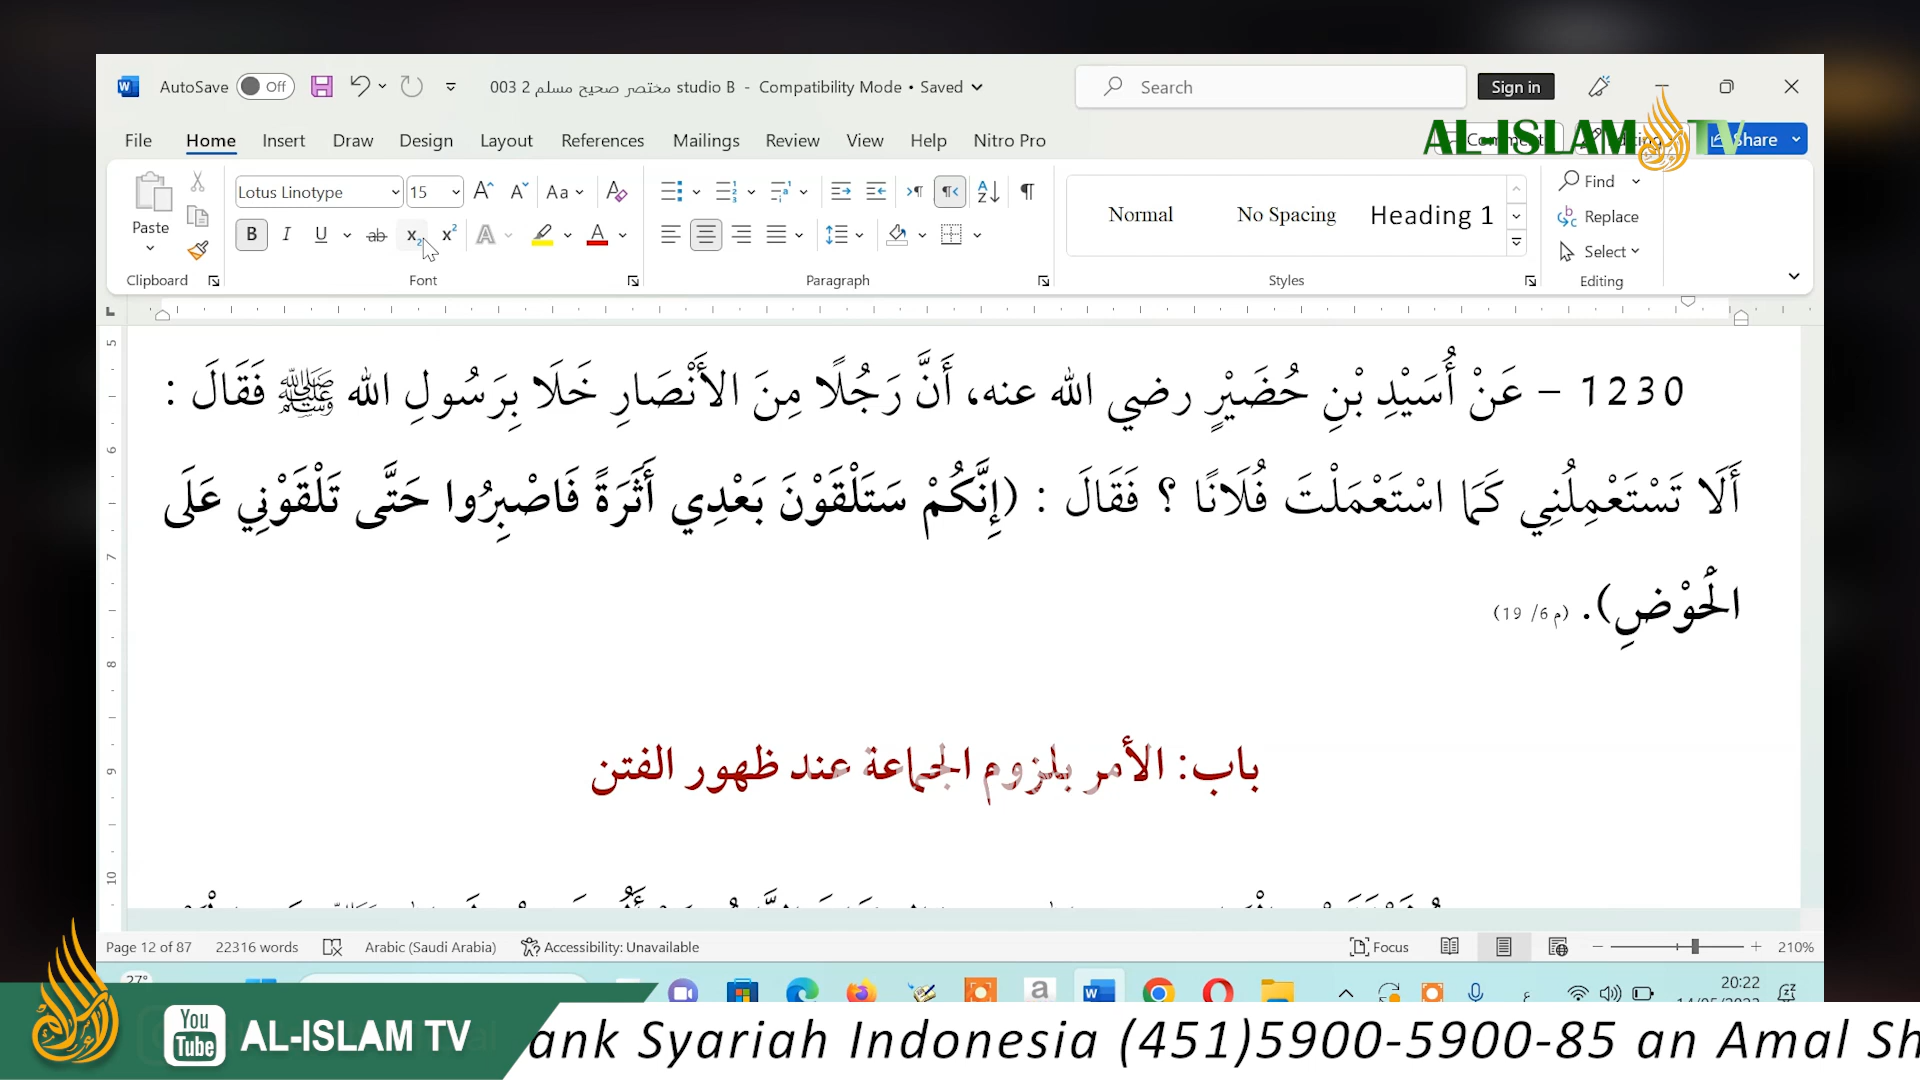 AutoSave Off
003 2 مختصر صحيح مسلم studio B - Compatibility Mode • Saved
Search
Sign in
File Home Insert Draw Design Layout References Mailings Review View Help Nitro Pro
AL-ISLAM TV
Share
Paste
Lotus Linotype 15
Normal
No Spacing
Heading 1
Find
Replace
Select
Clipboard
Font
Paragraph
Styles
Editing
1230 – عَنْ أُسَيْدِ بْنِ حُضَيْرٍ رضي الله عنه، أَنَّ رَجُلًا مِنَ الأَنْصَارِ خَلَا بِرَسُولِ الله ﷺ فَقَالَ :
أَلَا تَسْتَعْمِلُنِي كَمَا اسْتَعْمَلْتَ فُلَانًا ؟ فَقَالَ : (إِنَّكُمْ سَتَلْقَوْنَ بَعْدِي أَثَرَةً فَاصْبِرُوا حَتَّى تَلْقَوْنِي عَلَى
الْحَوْضِ). (م 6/ 19)
باب: الأمر بلزوم الجماعة عند ظهور الفتن
Page 12 of 87
22316 words
Arabic (Saudi Arabia)
Accessibility: Unavailable
Focus
210%
27°
20:22
You Tube
AL-ISLAM TV
ank Syariah Indonesia (451)5900-5900-85 an Amal Sh